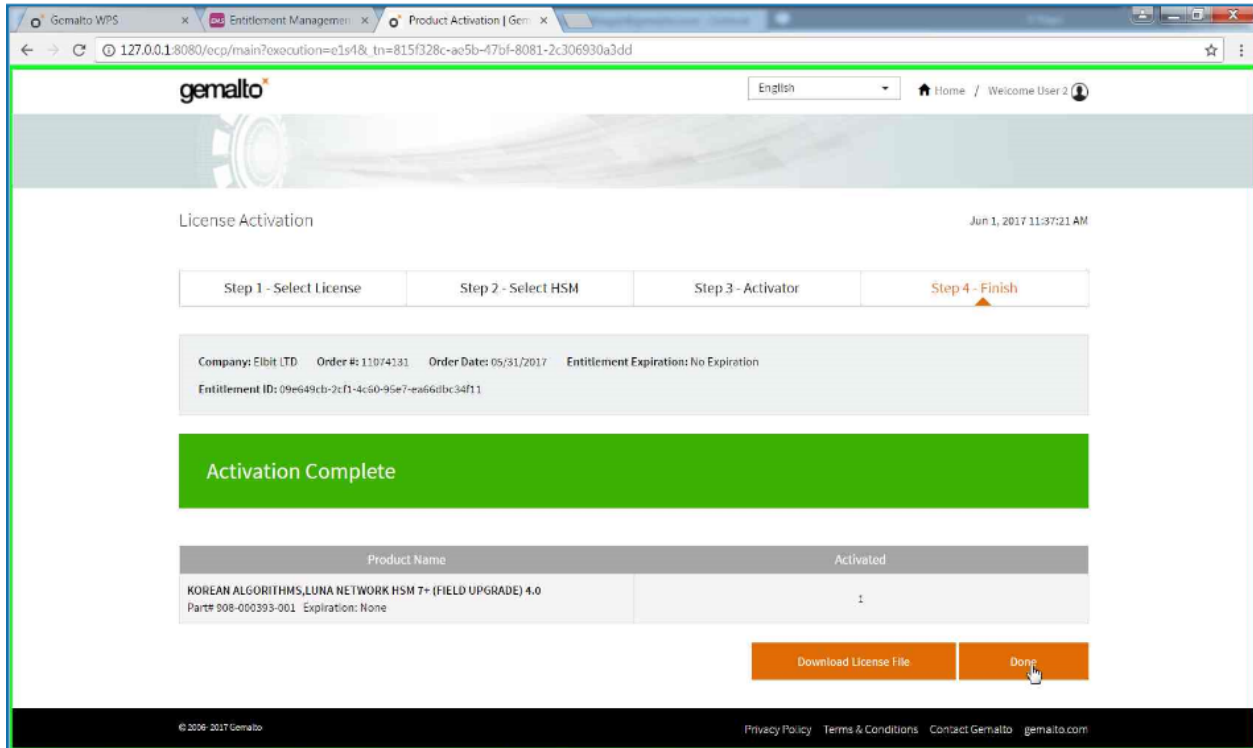 Gemalto WPS
Entitlement Managemen
Product Activation | Gem
127.0.0.1:8080/ecp/main?execution=e1s4&_tn=815f328c-ae5b-47bf-8081-2c306930a3dd
gemalto
English
Home / Welcome User 2
License Activation
Jun 1, 2017 11:37:21 AM
Step 1 - Select License
Step 2 - Select HSM
Step 3 - Activator
Step 4 - Finish
Company: Elbit LTD Order #: 11074131 Order Date: 05/31/2017 Entitlement Expiration: No Expiration
Entitlement ID: 09e649cb-2cf1-4c60-95e7-ea66dbc34f11
Activation Complete
Product Name
Activated
KOREAN ALGORITHMS,LUNA NETWORK HSM 7+ (FIELD UPGRADE) 4.0
Part# 908-000393-001 Expiration: None
1
Download License File
Done
© 2006-2017 Gemalto
Privacy Policy Terms & Conditions Contact Gemalto gemalto.com